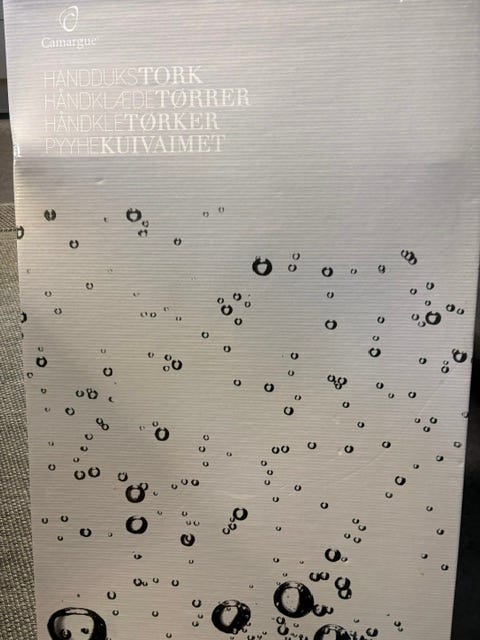 Camargue
HANDDUKSTORK
HÅNDKLÆDETØRRER
HÅNDKLETØRKER
PYYHEKUIVAIMET